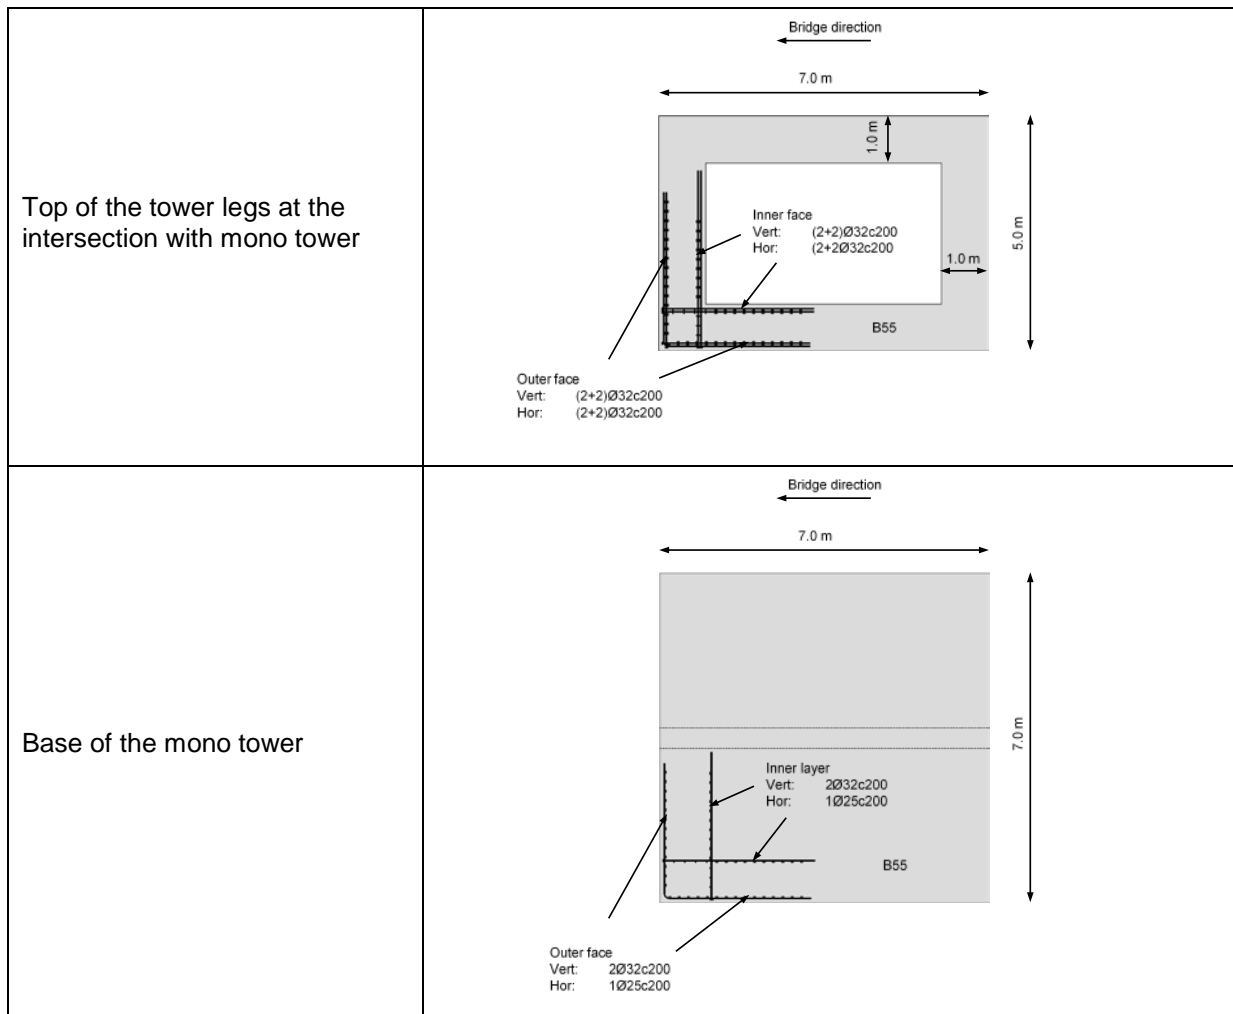 Top of the tower legs at the
intersection with mono tower
Bridge direction
7.0 m
1.0 m
5.0 m
Inner face
Vert: (2+2)Ø32c200
Hor: (2+2Ø32c200
1.0 m
B55
Outer face
Vert: (2+2)Ø32c200
Hor: (2+2)Ø32c200
Base of the mono tower
Bridge direction
7.0 m
7.0 m
Inner layer
Vert: 2Ø32c200
Hor: 1Ø25c200
B55
Outer face
Vert: 2Ø32c200
Hor: 1Ø25c200